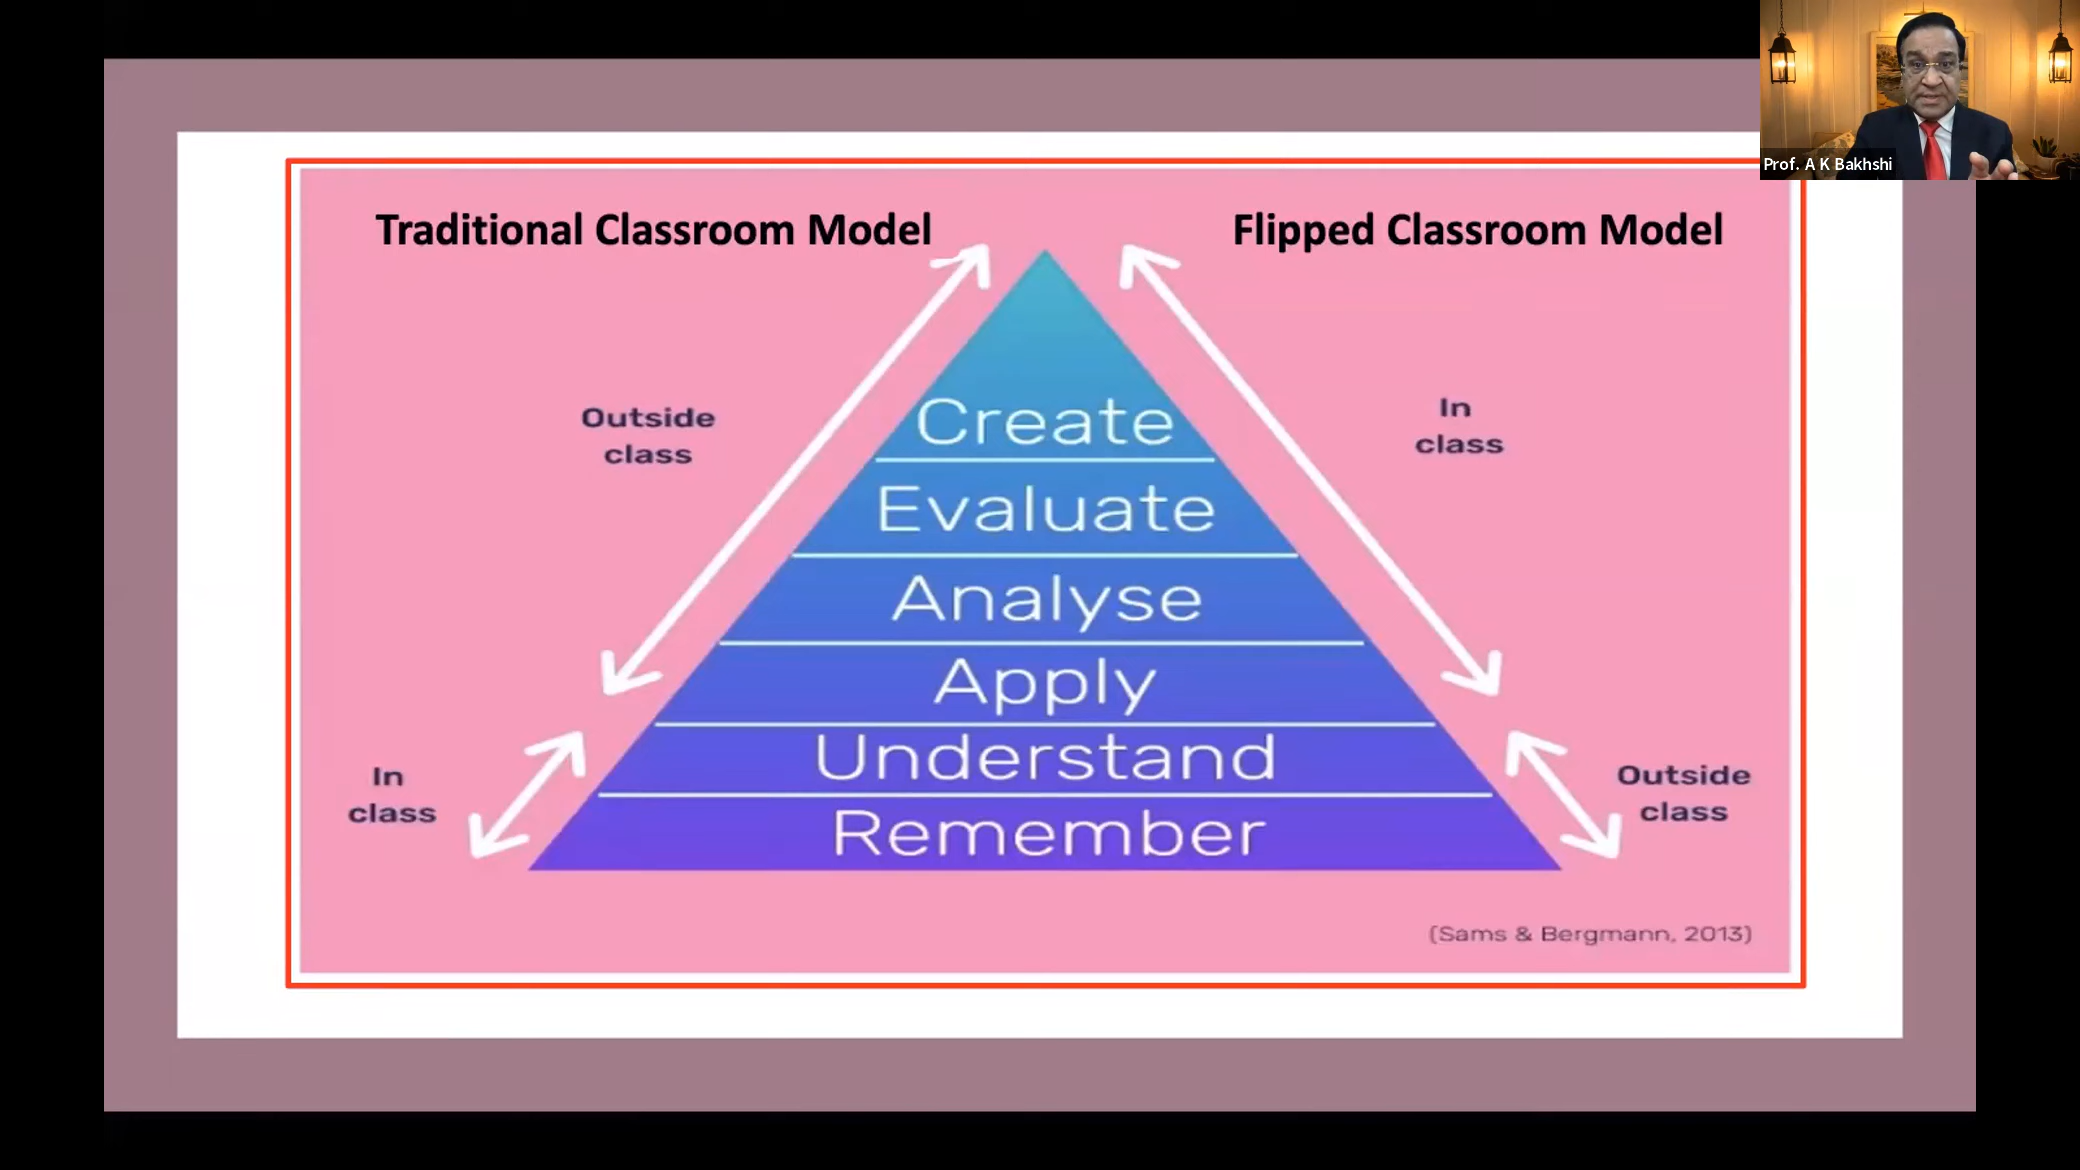 Prof. A K Bakhshi
Traditional Classroom Model
Flipped Classroom Model
Outside
class
In
class
Create
Evaluate
Analyse
Apply
Understand
Remember
In
class
Outside
class
(Sams & Bergmann, 2013)